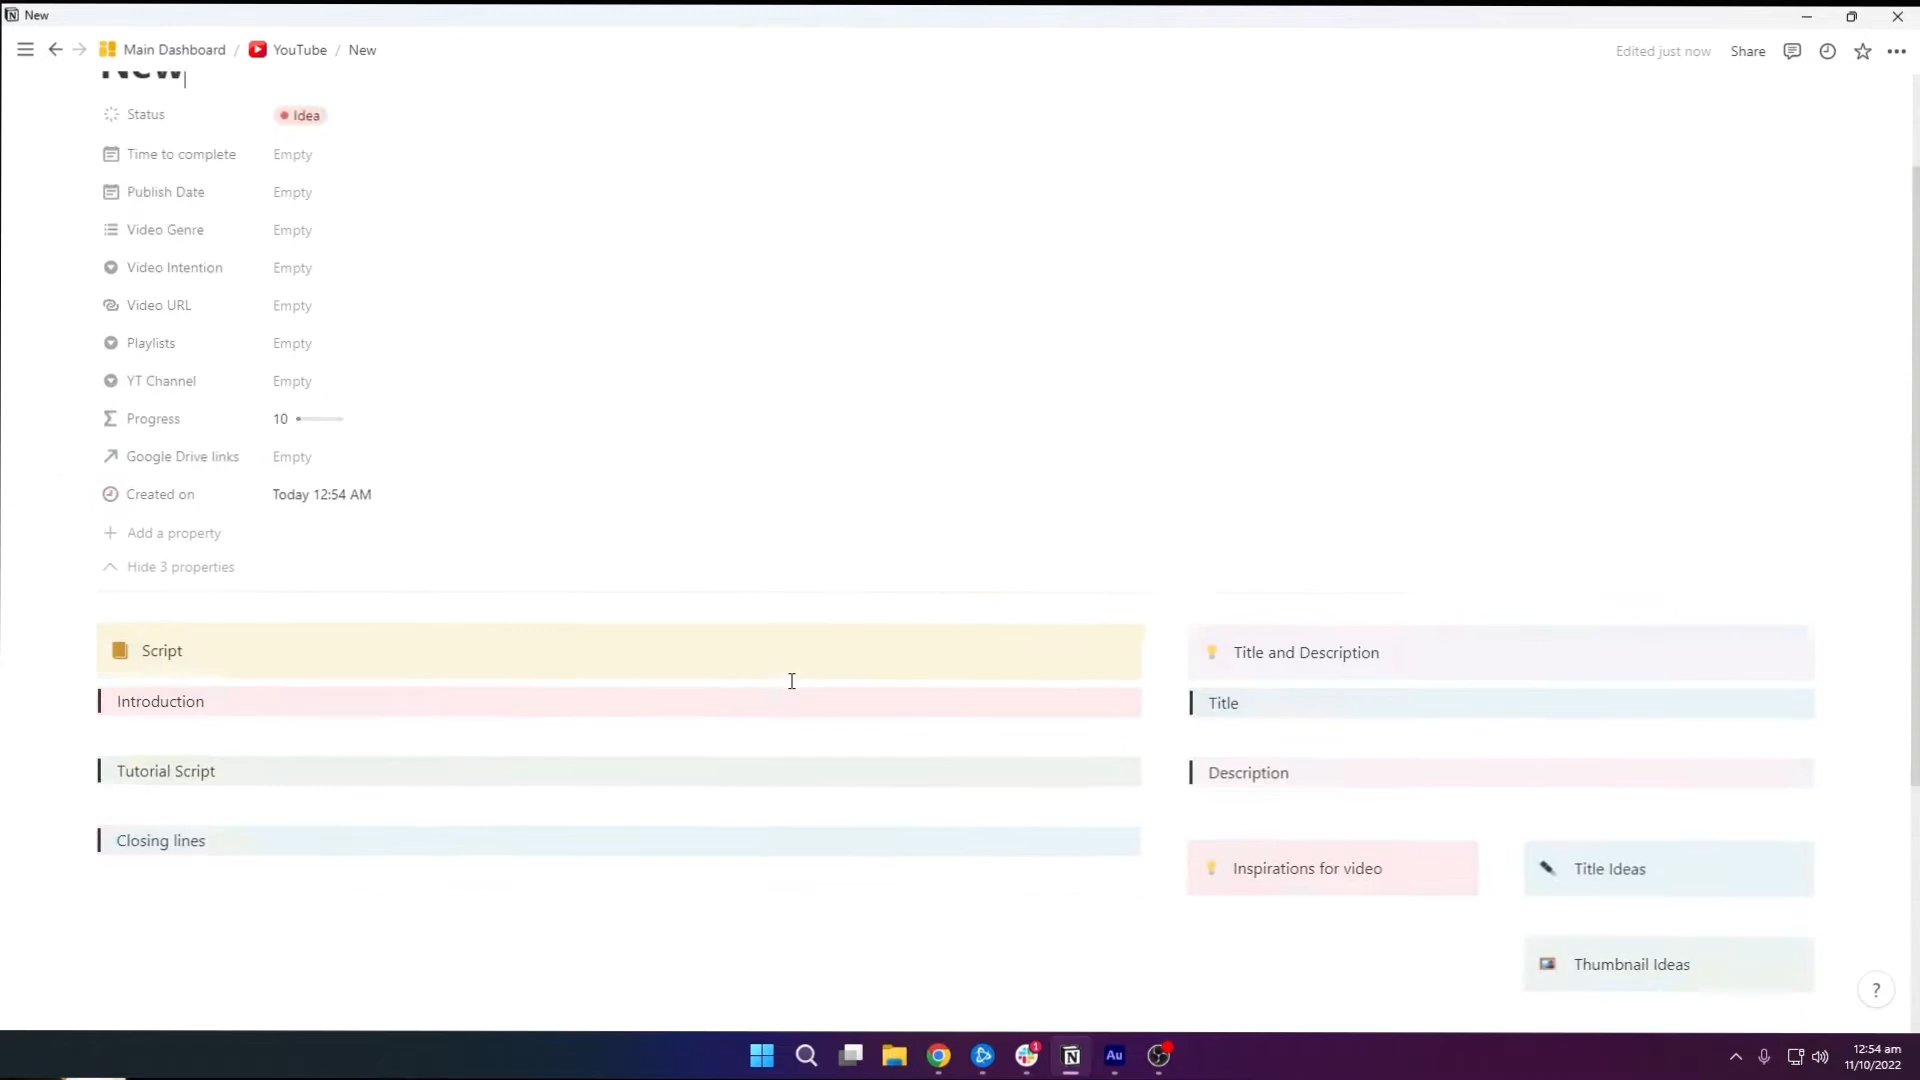 New
Main Dashboard / YouTube / New
Edited just now Share
New
Status Idea
Time to complete Empty
Publish Date Empty
Video Genre Empty
Video Intention Empty
Video URL Empty
Playlists Empty
YT Channel Empty
Progress 10
Google Drive links Empty
Created on Today 12:54 AM
Add a property
Hide 3 properties
Script
Introduction
Tutorial Script
Closing lines
Title and Description
Title
Description
Inspirations for video
Title Ideas
Thumbnail Ideas
?
1
Au
12:54 am
11/10/2022